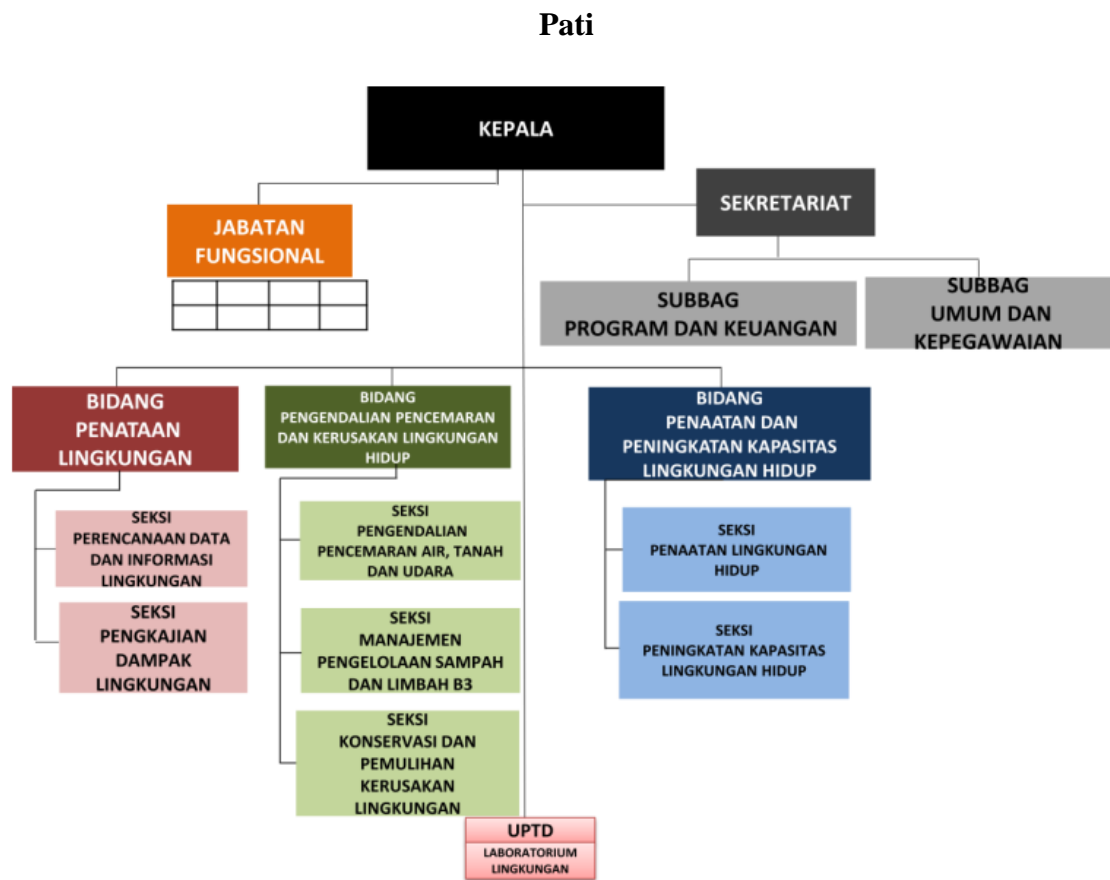 Pati
KEPALA
SEKRETARIAT
JABATAN
FUNGSIONAL
SUBBAG
PROGRAM DAN KEUANGAN
SUBBAG
UMUM DAN
KEPEGAWAIAN
BIDANG
PENATAAN
LINGKUNGAN
BIDANG
PENGENDALIAN PENCEMARAN
DAN KERUSAKAN LINGKUNGAN
HIDUP
BIDANG
PENAATAN DAN
PENINGKATAN KAPASITAS
LINGKUNGAN HIDUP
SEKSI
PERENCANAAN DATA
DAN INFORMASI
LINGKUNGAN
SEKSI
PENGKAJIAN
DAMPAK
LINGKUNGAN
SEKSI
PENGENDALIAN
PENCEMARAN AIR, TANAH
DAN UDARA
SEKSI
MANAJEMEN
PENGELOLAAN SAMPAH
DAN LIMBAH B3
SEKSI
KONSERVASI DAN
PEMULIHAN
KERUSAKAN
LINGKUNGAN
SEKSI
PENAATAN LINGKUNGAN
HIDUP
SEKSI
PENINGKATAN KAPASITAS
LINGKUNGAN HIDUP
UPTD
LABORATORIUM
LINGKUNGAN